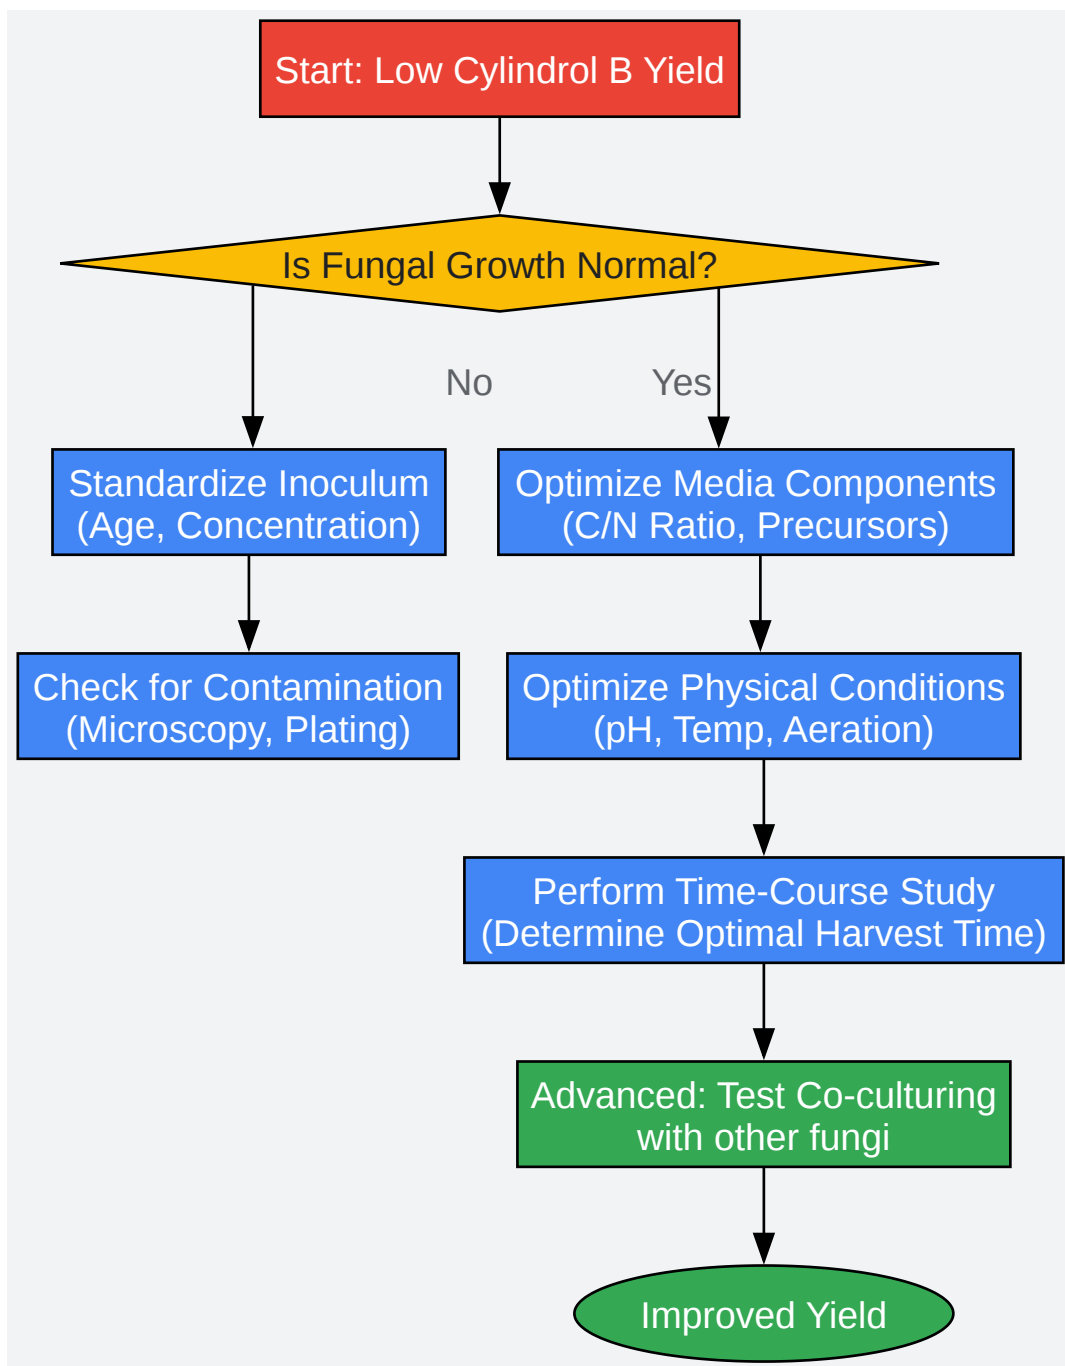 Start: Low Cylindrol B Yield
Is Fungal Growth Normal?
No
Yes
Standardize Inoculum
(Age, Concentration)
Optimize Media Components
(C/N Ratio, Precursors)
Check for Contamination
(Microscopy, Plating)
Optimize Physical Conditions
(pH, Temp, Aeration)
Perform Time-Course Study
(Determine Optimal Harvest Time)
Advanced: Test Co-culturing
with other fungi
Improved Yield